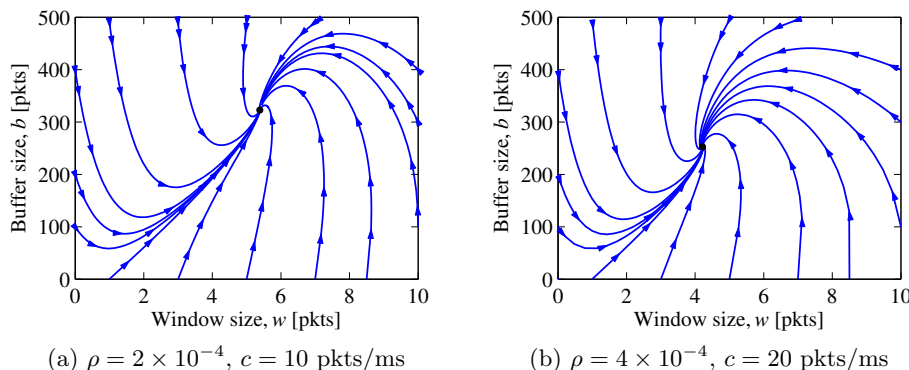 500
400
300
200
100
0
Buffer size, b [pkts]
0 2 4 6 8 10
Window size, w [pkts]
(a) ρ = 2 × 10⁻⁴, c = 10 pkts/ms
500
400
300
200
100
0
Buffer size, b [pkts]
0 2 4 6 8 10
Window size, w [pkts]
(b) ρ = 4 × 10⁻⁴, c = 20 pkts/ms